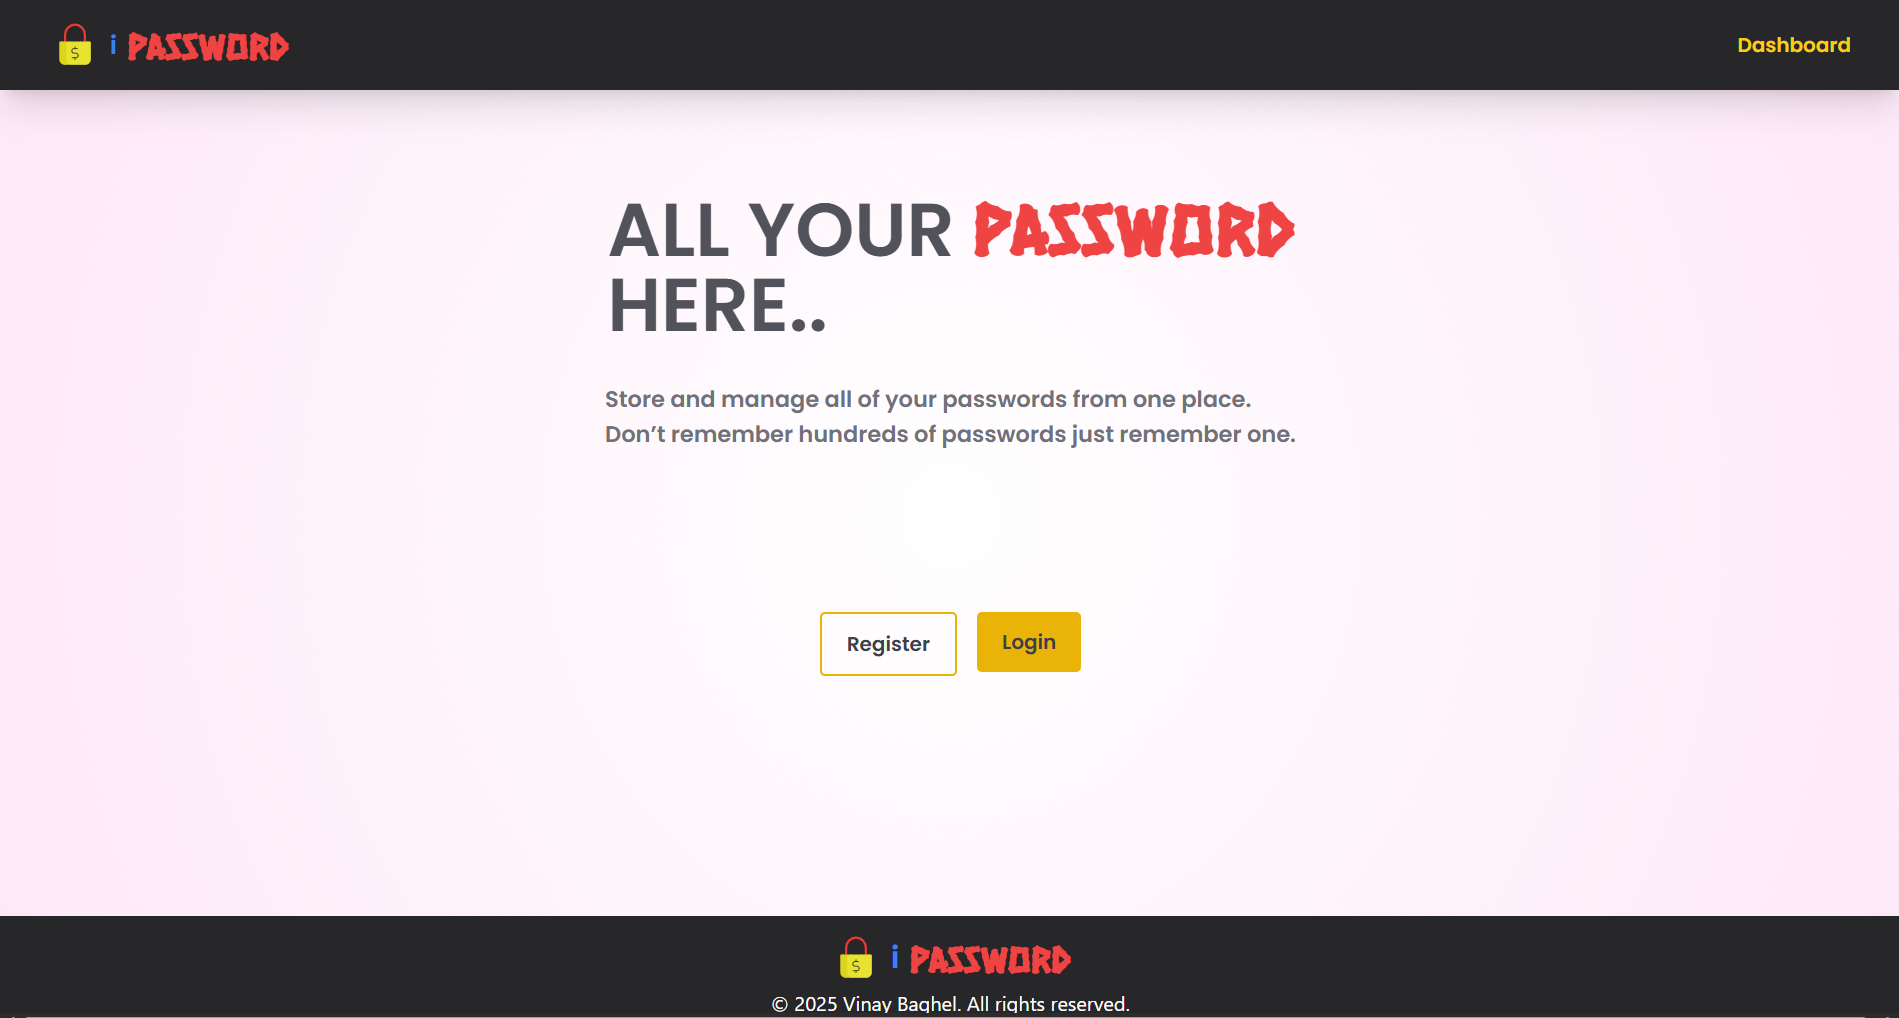 i PASSWORD
Dashboard
ALL YOUR PASSWORD
HERE..
Store and manage all of your passwords from one place.
Don’t remember hundreds of passwords just remember one.
Register
Login
$
i PASSWORD
© 2025 Vinay Baghel. All rights reserved.